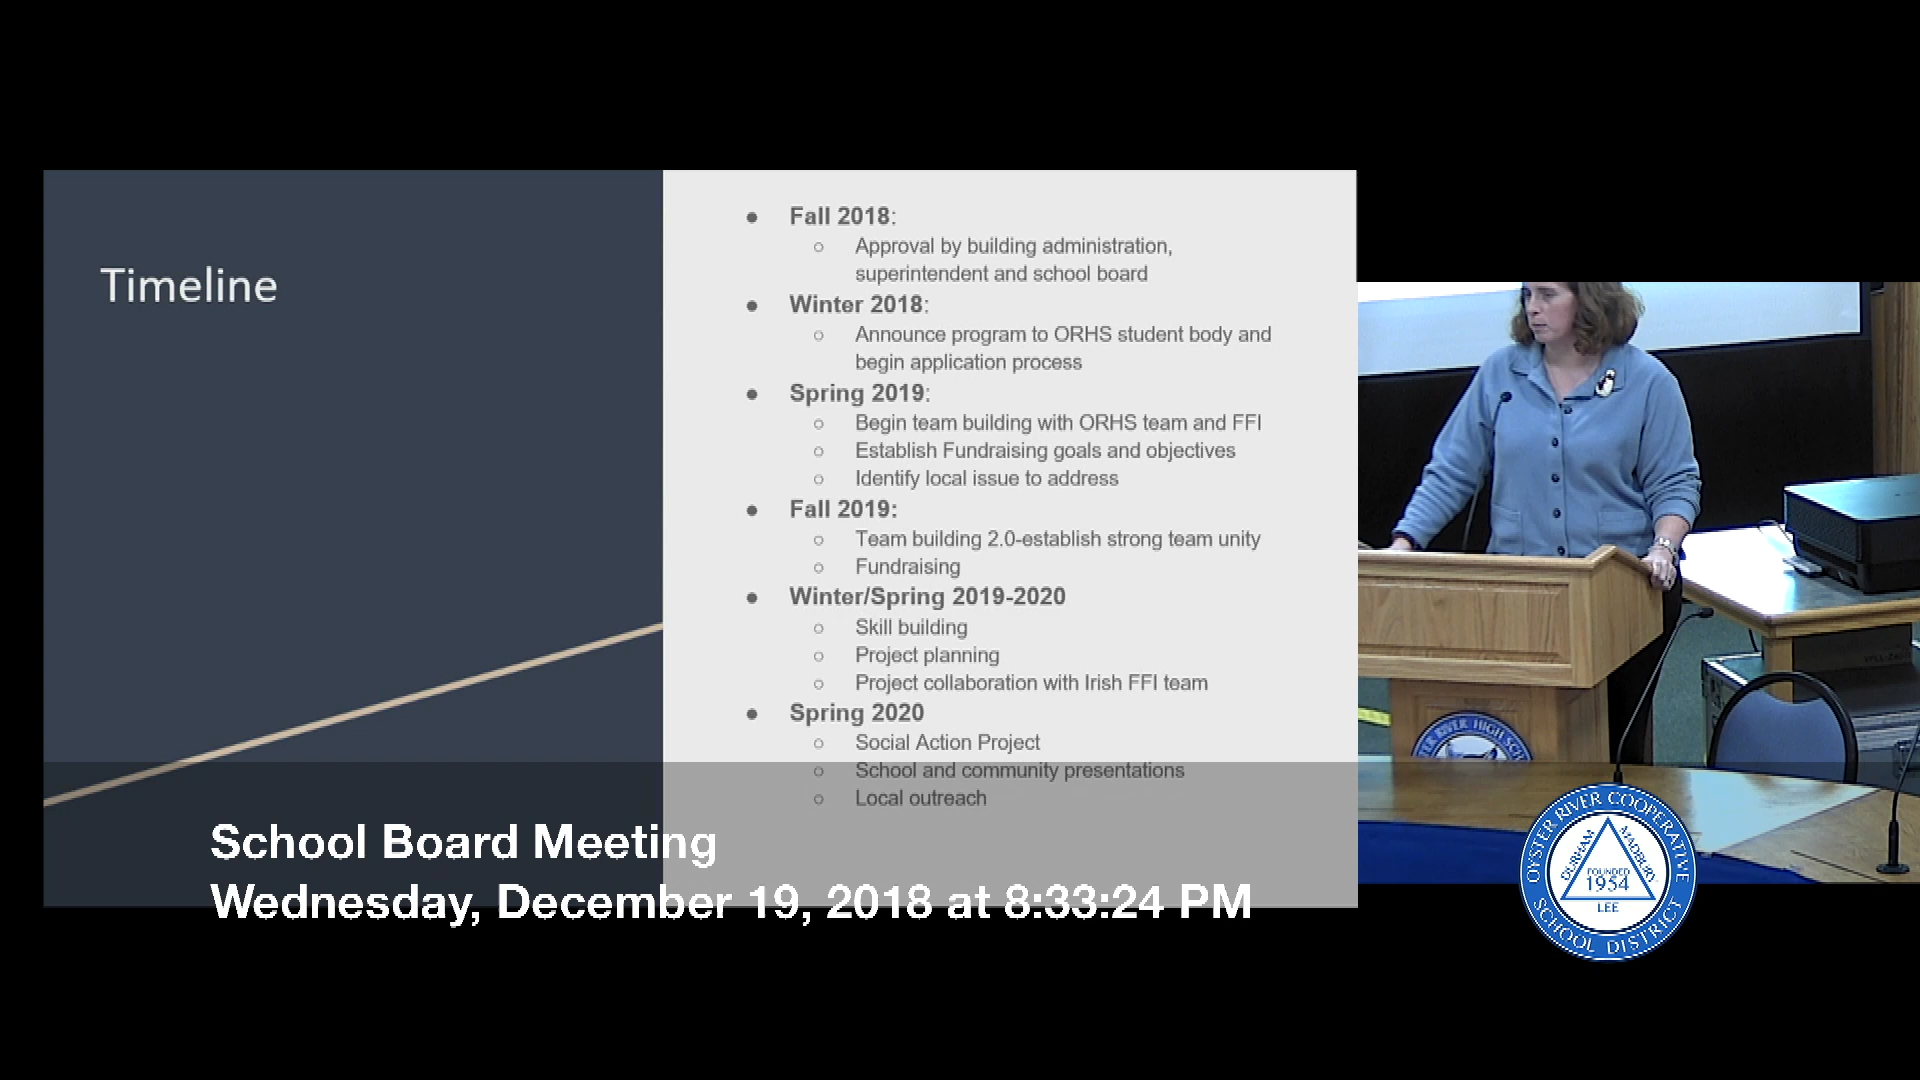 Timeline
● Fall 2018:
○ Approval by building administration,
superintendent and school board
● Winter 2018:
○ Announce program to ORHS student body and
begin application process
● Spring 2019:
○ Begin team building with ORHS team and FFI
○ Establish Fundraising goals and objectives
○ Identify local issue to address
● Fall 2019:
○ Team building 2.0-establish strong team unity
○ Fundraising
● Winter/Spring 2019-2020
○ Skill building
○ Project planning
○ Project collaboration with Irish FFI team
● Spring 2020
○ Social Action Project
○ School and community presentations
○ Local outreach
School Board Meeting
Wednesday, December 19, 2018 at 8:33:24 PM
RIVER HIGH
OYSTER RIVER COOPERATIVE
SCHOOL DISTRICT
DURHAM
MADBURY
FOUNDED
1954
LEE